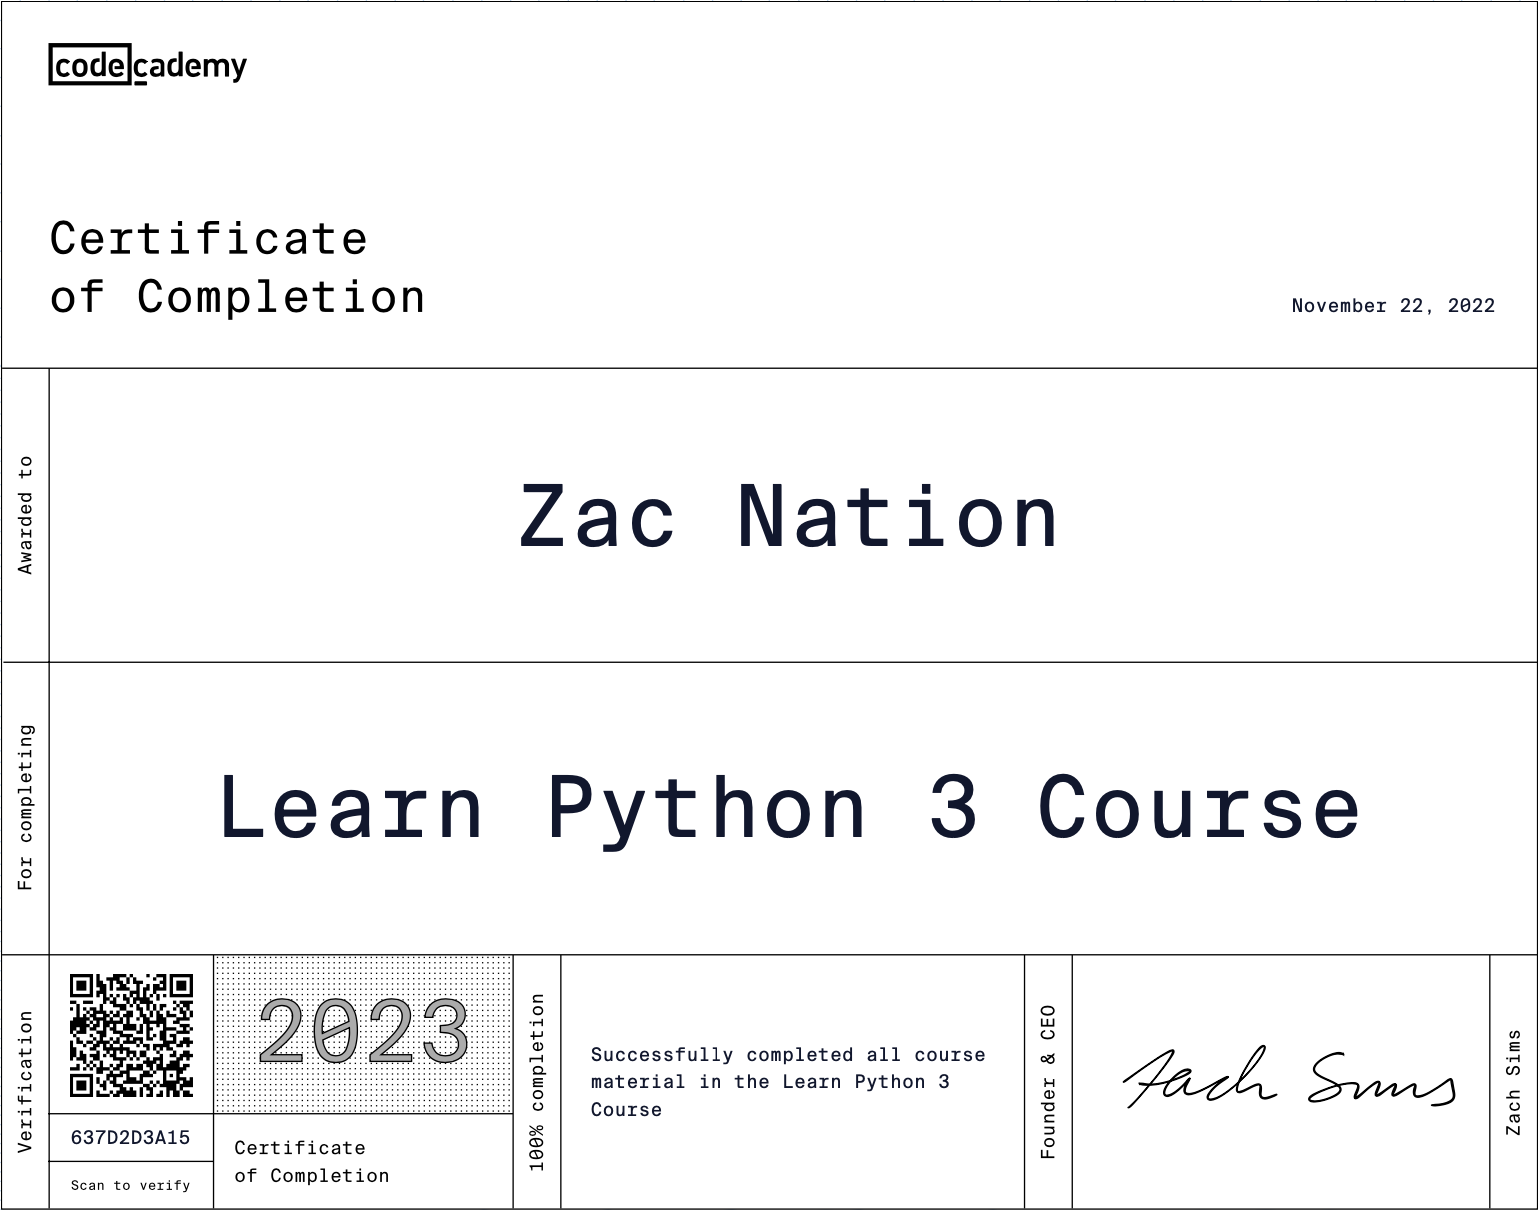 codecademy
Certificate
of Completion
November 22, 2022
Awarded to
Zac Nation
For completing
Learn Python 3 Course
Verification
637D2D3A15
Scan to verify
2023
Certificate
of Completion
100% completion
Successfully completed all course
material in the Learn Python 3
Course
Founder & CEO
Zach Sims
Zach Sims